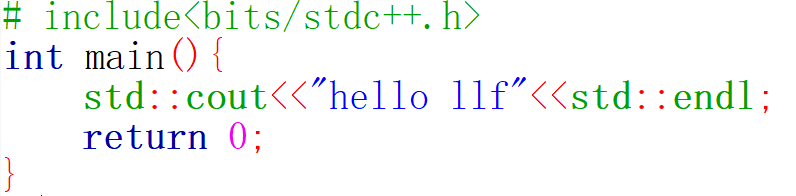 # include<bits/stdc++.h>
int main(){
    std::cout<<"hello llf"<<std::endl;
    return 0;
}